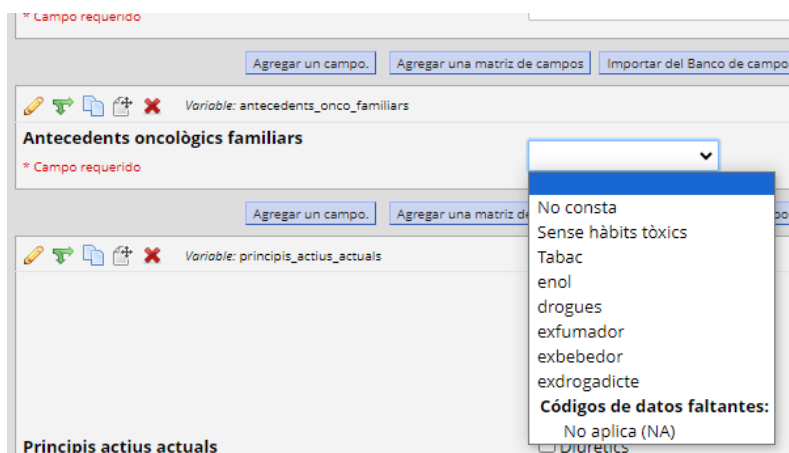 * Campo requerido
Agregar un campo. Agregar una matriz de campos Importar del Banco de campo
Variable: antecedents_onco_familiars
Antecedents oncològics familiars
* Campo requerido
No consta
Sense hàbits tòxics
Tabac
enol
drogues
exfumador
exbebedor
exdrogadicte
Códigos de datos faltantes:
No aplica (NA)
Agregar un campo. Agregar una matriz de
Variable: principis_actius_actuals
Principis actius actuals
Diürètics